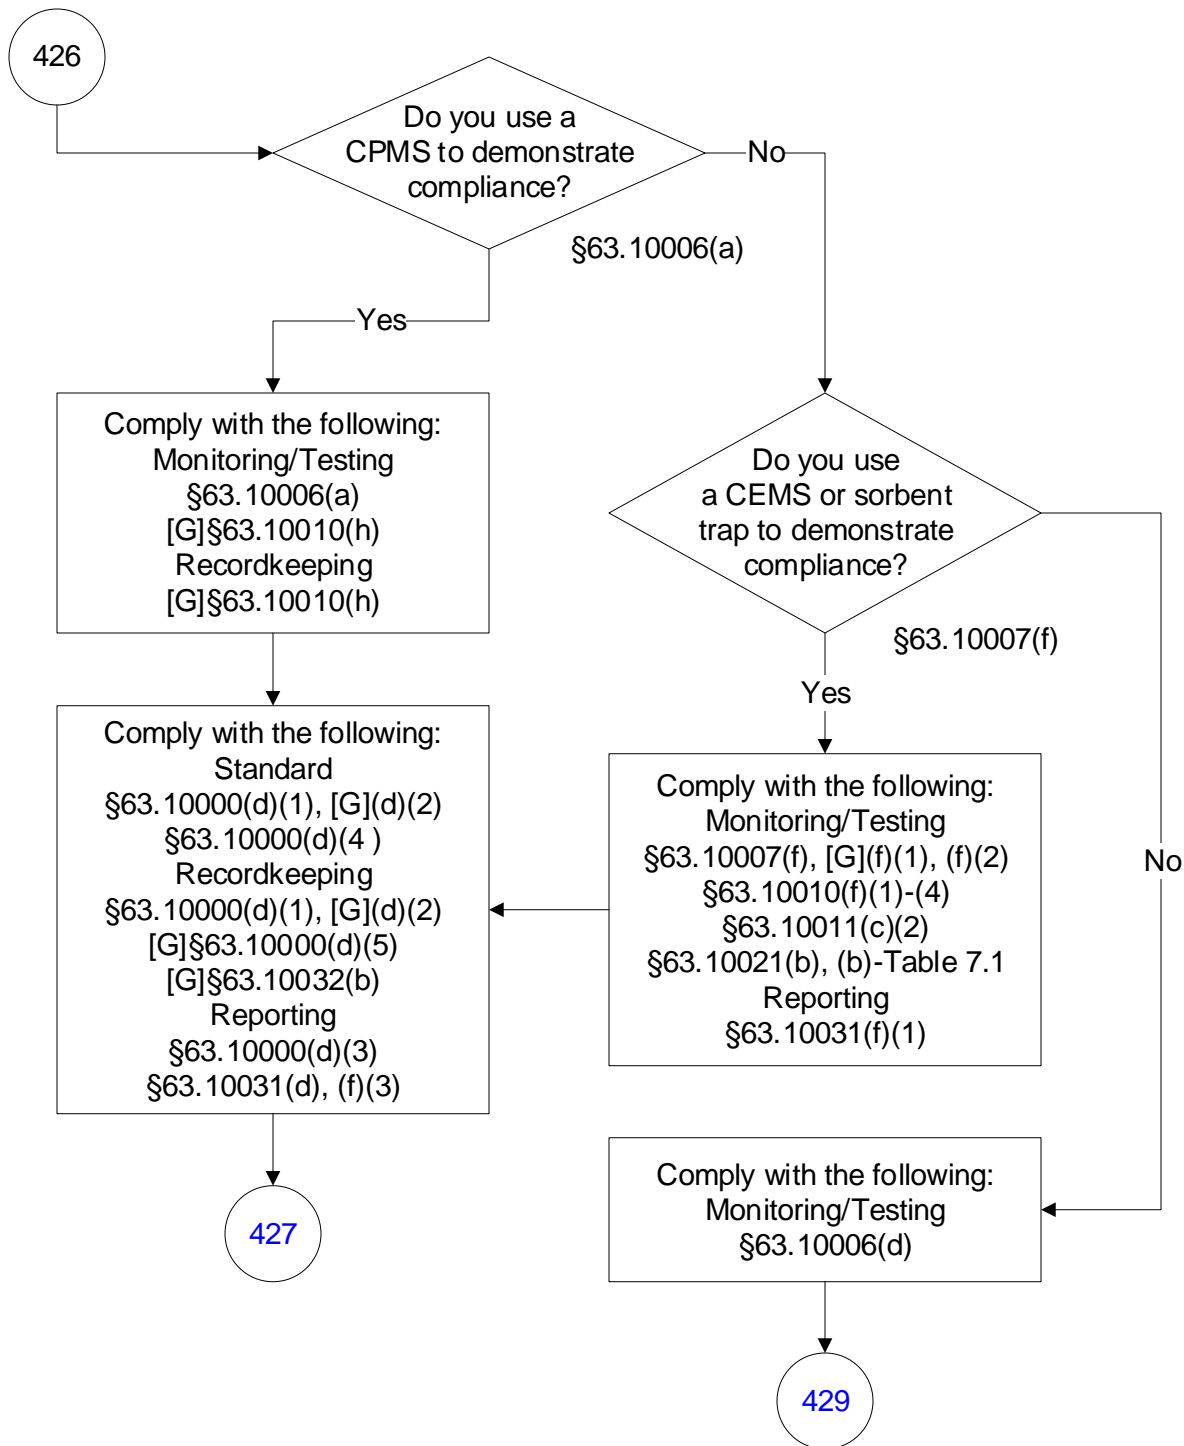 426
Do you use a
CPMS to demonstrate
compliance?
No
§63.10006(a)
Yes
Comply with the following:
Monitoring/Testing
§63.10006(a)
[G]§63.10010(h)
Recordkeeping
[G]§63.10010(h)
Do you use
a CEMS or sorbent
trap to demonstrate
compliance?
§63.10007(f)
Yes
No
Comply with the following:
Standard
§63.10000(d)(1), [G](d)(2)
§63.10000(d)(4 )
Recordkeeping
§63.10000(d)(1), [G](d)(2)
[G]§63.10000(d)(5)
[G]§63.10032(b)
Reporting
§63.10000(d)(3)
§63.10031(d), (f)(3)
Comply with the following:
Monitoring/Testing
§63.10007(f), [G](f)(1), (f)(2)
§63.10010(f)(1)-(4)
§63.10011(c)(2)
§63.10021(b), (b)-Table 7.1
Reporting
§63.10031(f)(1)
Comply with the following:
Monitoring/Testing
§63.10006(d)
427
429